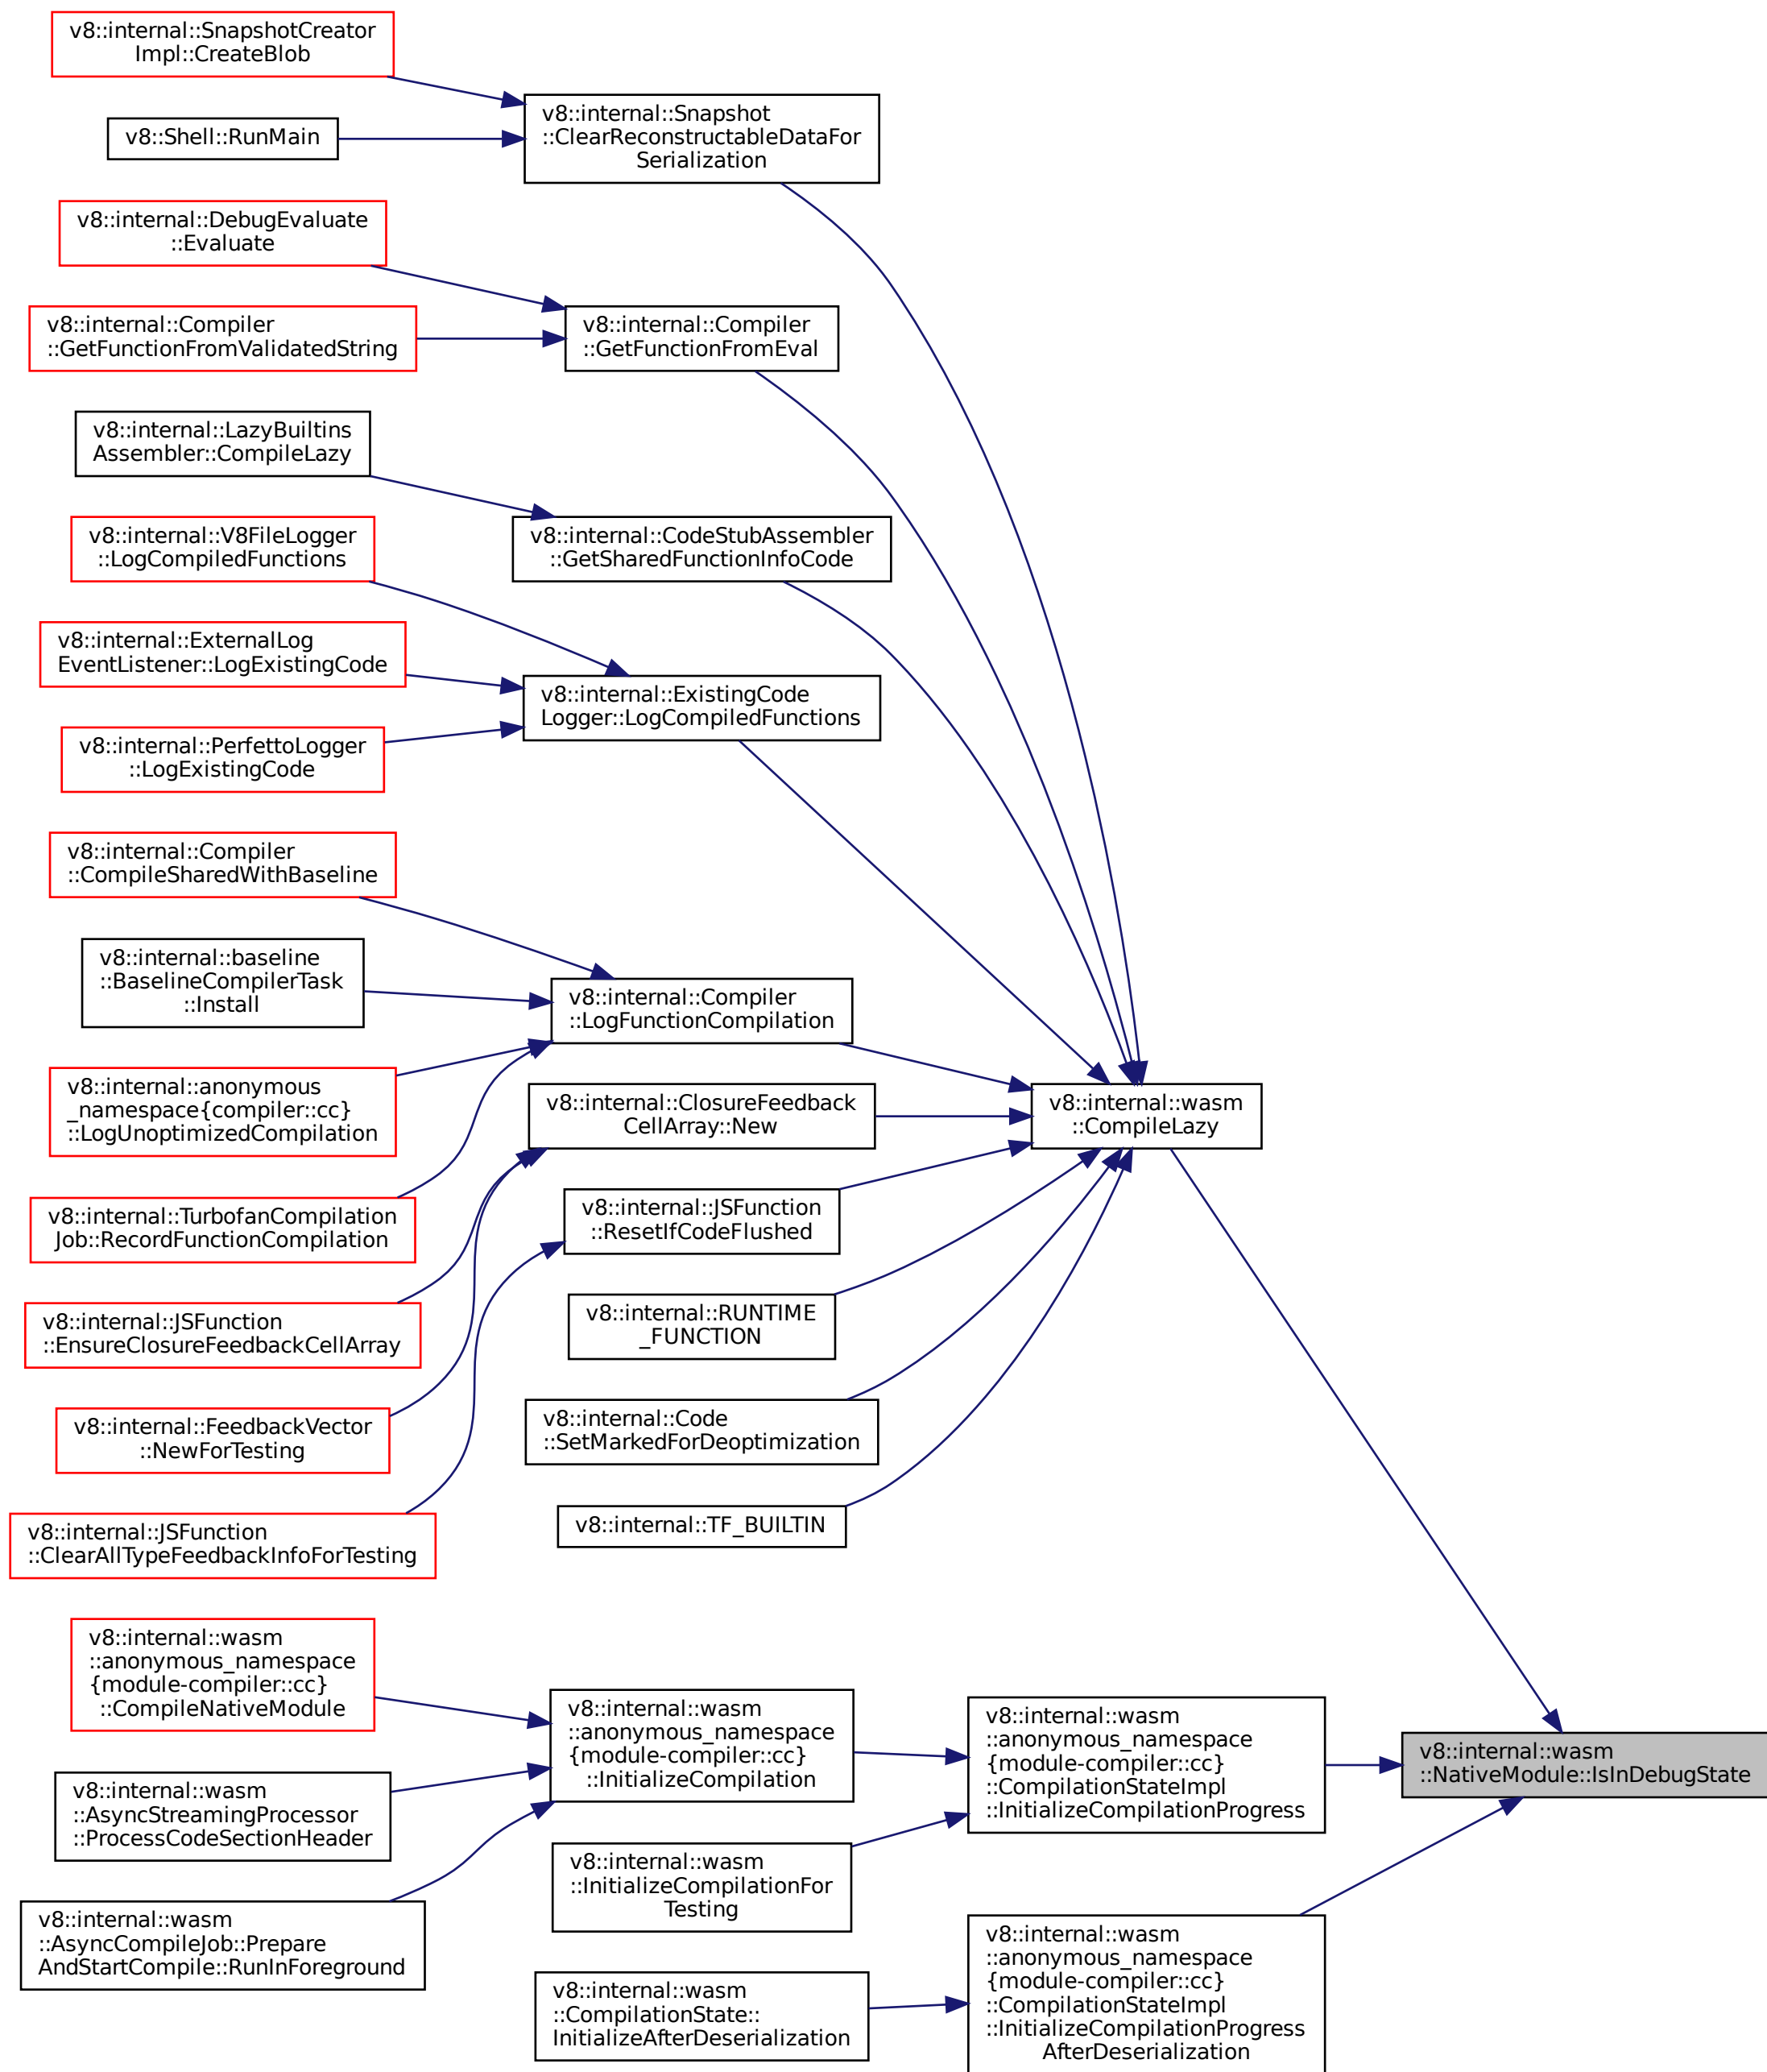 v8::internal::SnapshotCreator
Impl::CreateBlob
v8::internal::Snapshot
::ClearReconstructableDataFor
Serialization
v8::Shell::RunMain
v8::internal::DebugEvaluate
::Evaluate
v8::internal::Compiler
::GetFunctionFromValidatedString
v8::internal::Compiler
::GetFunctionFromEval
v8::internal::LazyBuiltins
Assembler::CompileLazy
v8::internal::V8FileLogger
::LogCompiledFunctions
v8::internal::CodeStubAssembler
::GetSharedFunctionInfoCode
v8::internal::ExternalLog
EventListener::LogExistingCode
v8::internal::ExistingCode
Logger::LogCompiledFunctions
v8::internal::PerfettoLogger
::LogExistingCode
v8::internal::Compiler
::CompileSharedWithBaseline
v8::internal::baseline
::BaselineCompilerTask
::Install
v8::internal::Compiler
::LogFunctionCompilation
v8::internal::anonymous
_namespace{compiler::cc}
::LogUnoptimizedCompilation
v8::internal::ClosureFeedback
CellArray::New
v8::internal::wasm
::CompileLazy
v8::internal::TurbofanCompilation
Job::RecordFunctionCompilation
v8::internal::JSFunction
::ResetIfCodeFlushed
v8::internal::JSFunction
::EnsureClosureFeedbackCellArray
v8::internal::RUNTIME
_FUNCTION
v8::internal::FeedbackVector
::NewForTesting
v8::internal::Code
::SetMarkedForDeoptimization
v8::internal::JSFunction
::ClearAllTypeFeedbackInfoForTesting
v8::internal::TF_BUILTIN
v8::internal::wasm
::anonymous_namespace
{module-compiler::cc}
::CompileNativeModule
v8::internal::wasm
::anonymous_namespace
{module-compiler::cc}
::InitializeCompilation
v8::internal::wasm
::anonymous_namespace
{module-compiler::cc}
::CompilationStateImpl
::InitializeCompilationProgress
v8::internal::wasm
::NativeModule::IsInDebugState
v8::internal::wasm
::AsyncStreamingProcessor
::ProcessCodeSectionHeader
v8::internal::wasm
::InitializeCompilationFor
Testing
v8::internal::wasm
::AsyncCompileJob::Prepare
AndStartCompile::RunInForeground
v8::internal::wasm
::CompilationState::
InitializeAfterDeserialization
v8::internal::wasm
::anonymous_namespace
{module-compiler::cc}
::CompilationStateImpl
::InitializeCompilationProgress
AfterDeserialization